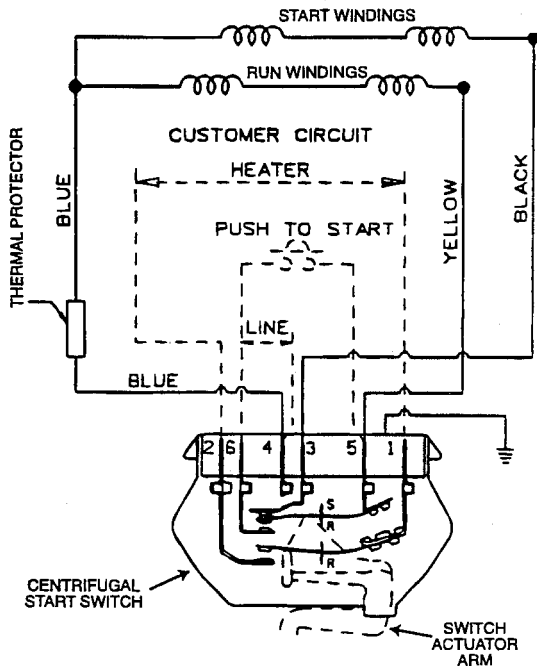 START WINDINGS
RUN WINDINGS
CUSTOMER CIRCUIT
HEATER
THERMAL PROTECTOR
BLUE
YELLOW
BLACK
PUSH TO START
LINE
BLUE
2 6 4 3 5 1
S
R
R
CENTRIFUGAL
START SWITCH
SWITCH
ACTUATOR
ARM